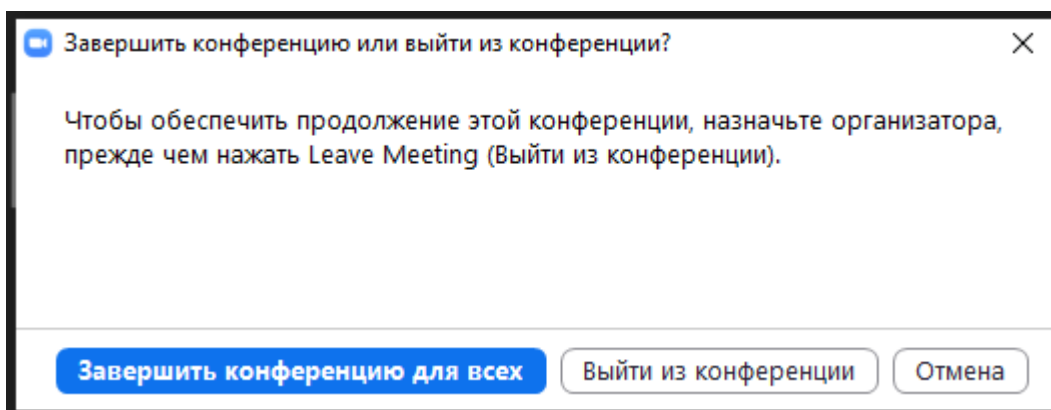 Завершить конференцию или выйти из конференции?
Чтобы обеспечить продолжение этой конференции, назначьте организатора,
прежде чем нажать Leave Meeting (Выйти из конференции).
Завершить конференцию для всех
Выйти из конференции
Отмена